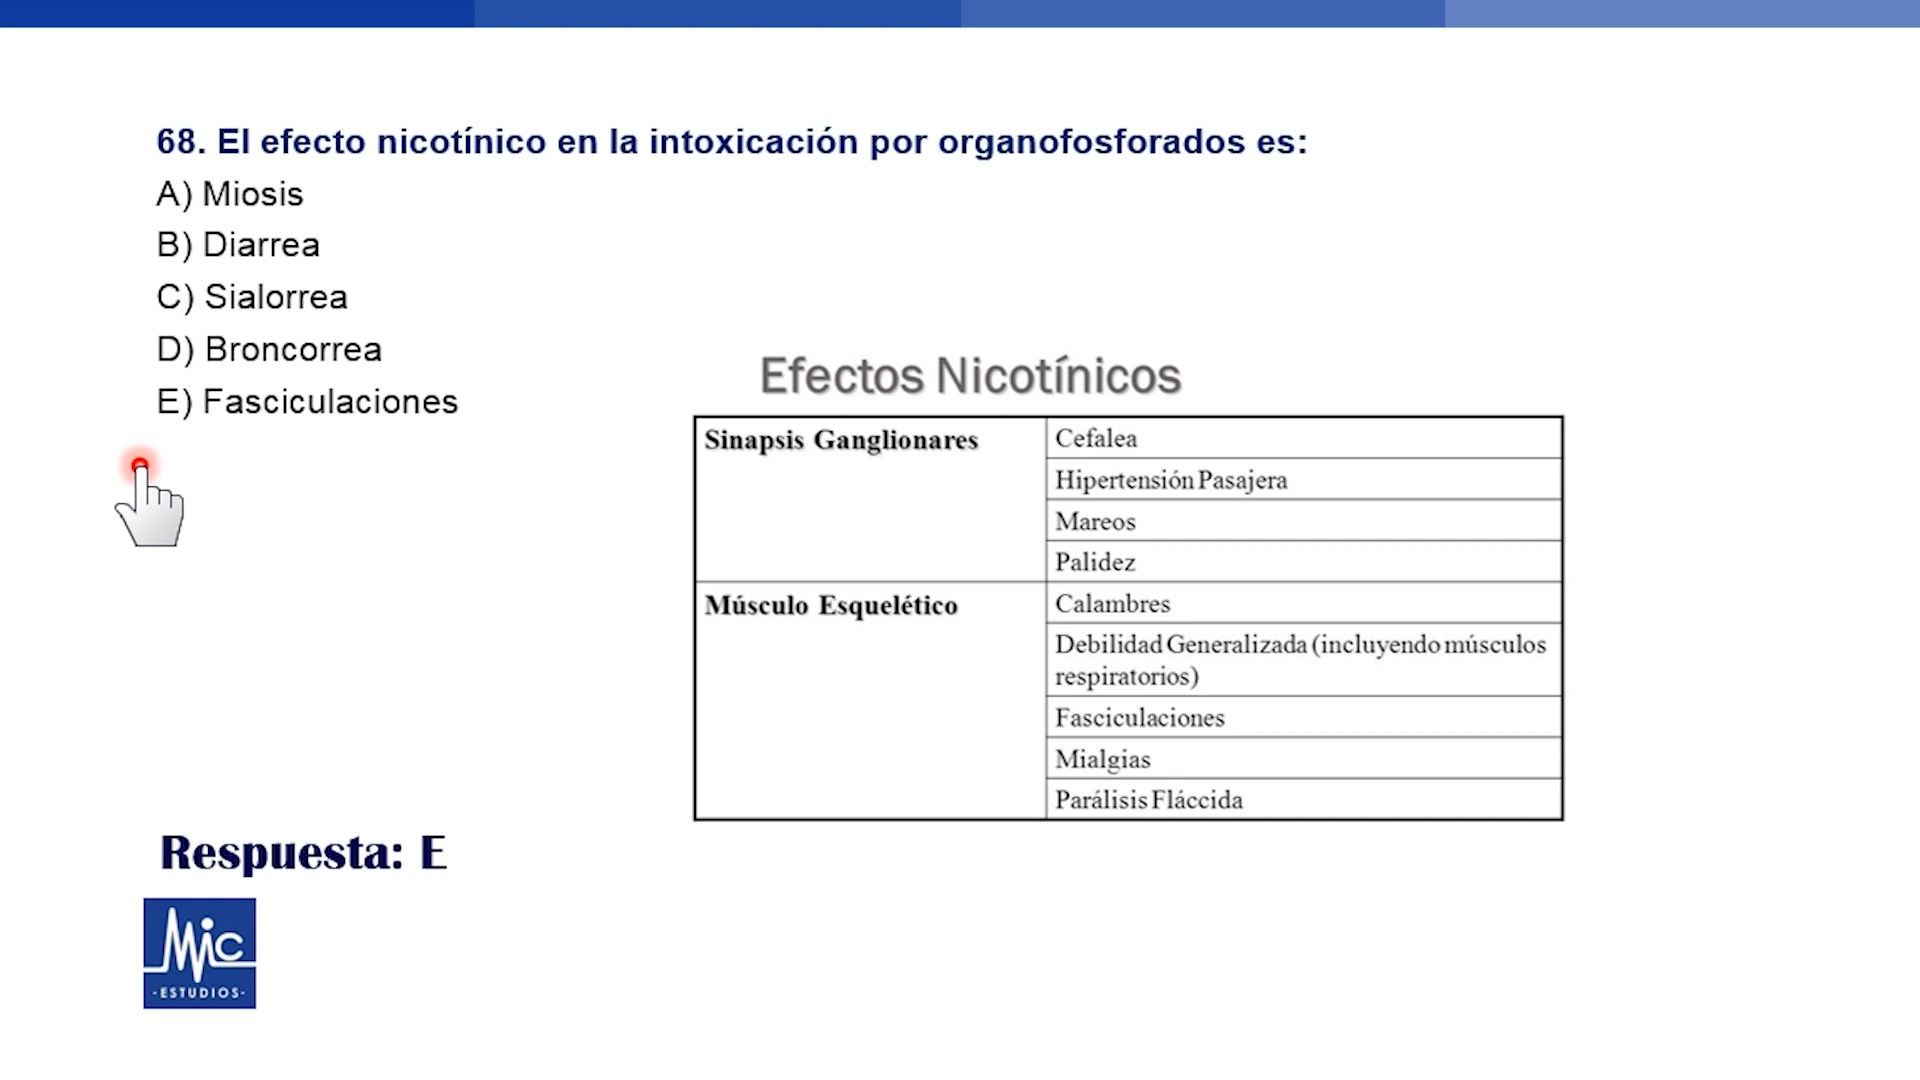 68. El efecto nicotínico en la intoxicación por organofosforados es:
A) Miosis
B) Diarrea
C) Sialorrea
D) Broncorrea
E) Fasciculaciones
Efectos Nicotínicos
Sinapsis Ganglionares
Cefalea
Hipertensión Pasajera
Mareos
Palidez
Músculo Esquelético
Calambres
Debilidad Generalizada (incluyendo músculos
respiratorios)
Fasciculaciones
Mialgias
Parálisis Fláccida
Respuesta: E
Mic
·ESTUDIOS·